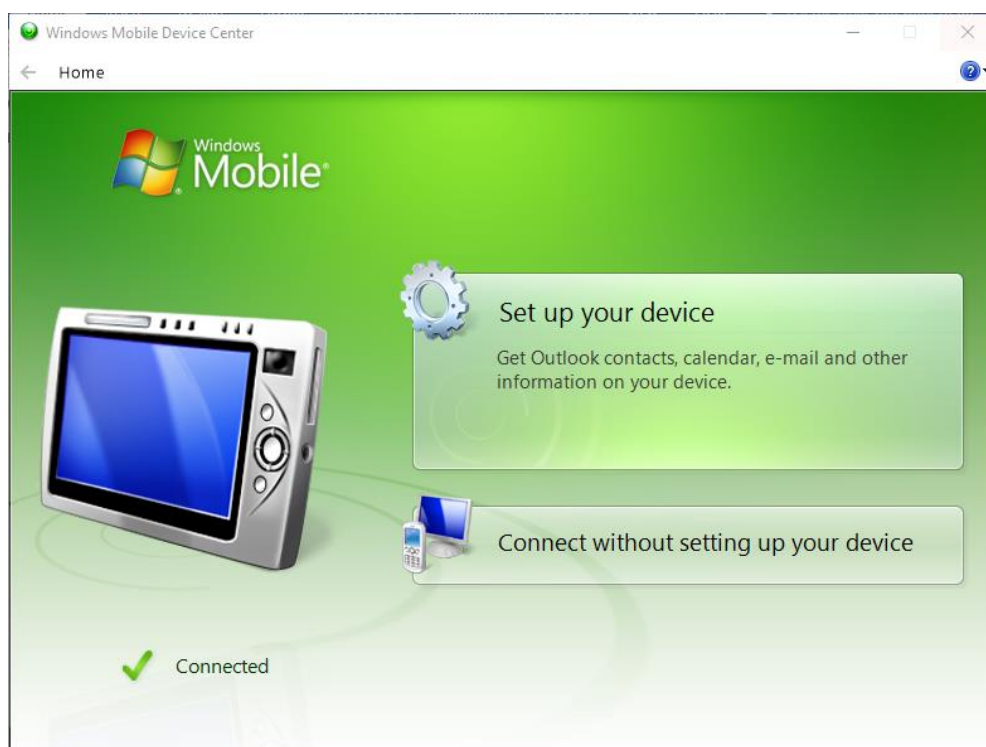 Windows Mobile Device Center
Home
Windows
Mobile®
Set up your device
Get Outlook contacts, calendar, e-mail and other
information on your device.
Connect without setting up your device
Connected